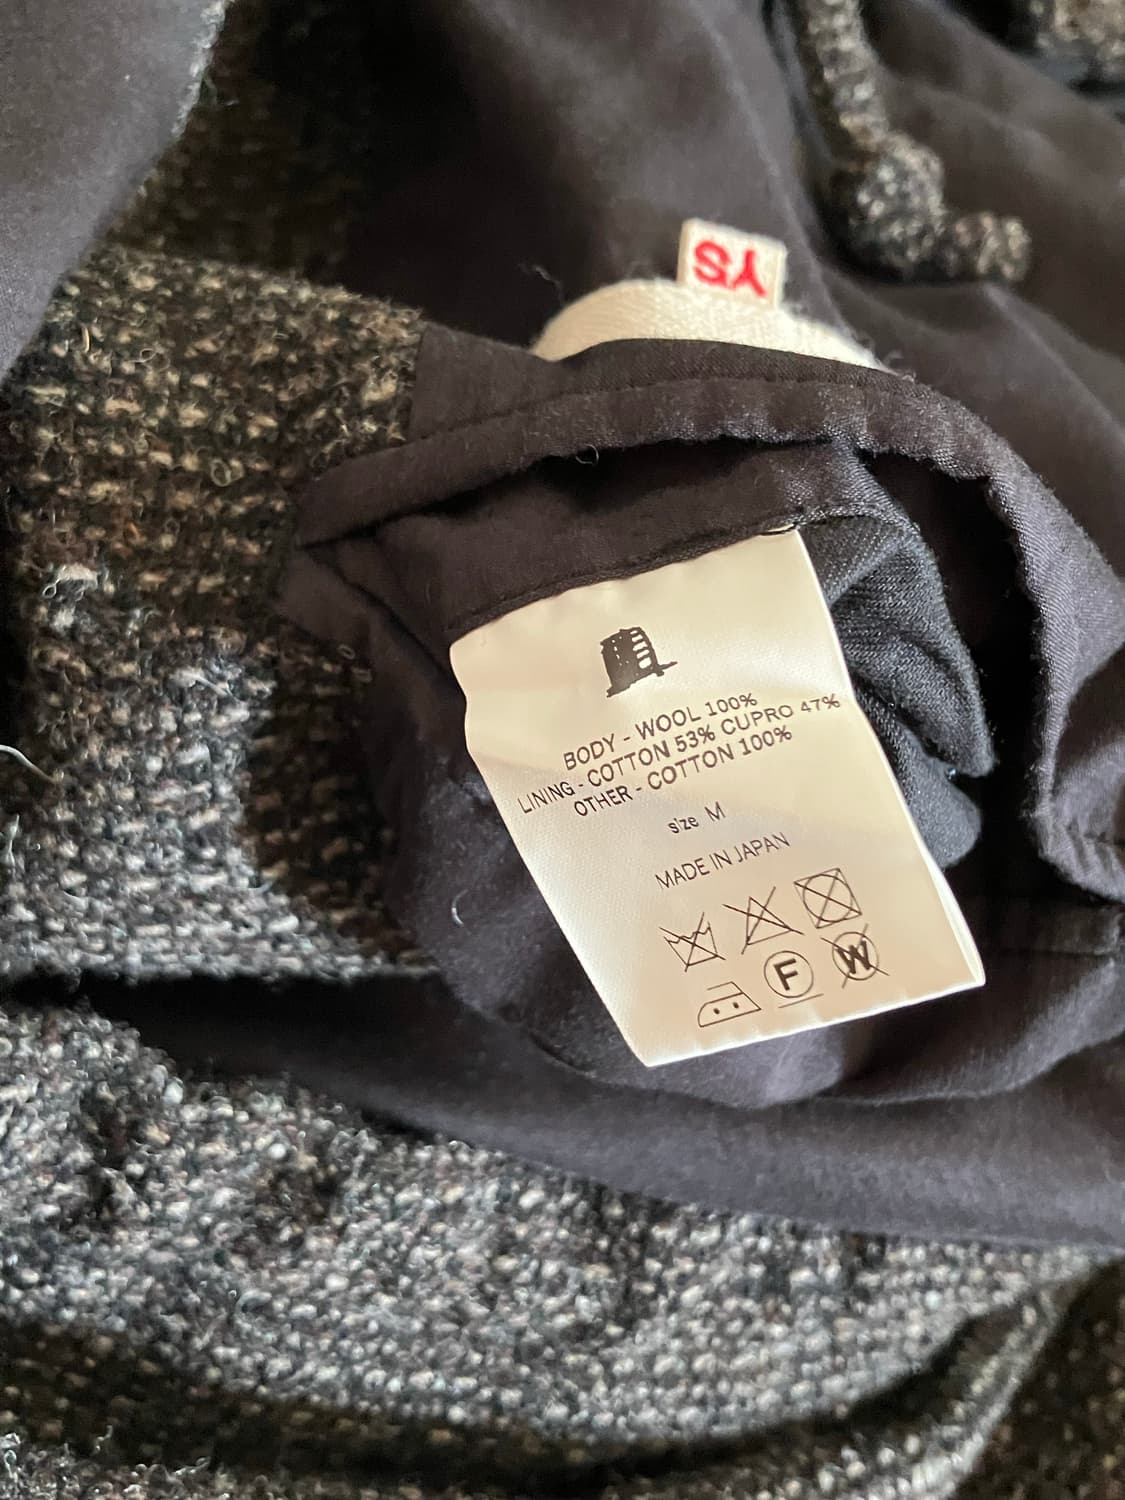 YS
BODY - WOOL 100%
LINING - COTTON 53% CUPRO 47%
OTHER - COTTON 100%
size M
MADE IN JAPAN
F W